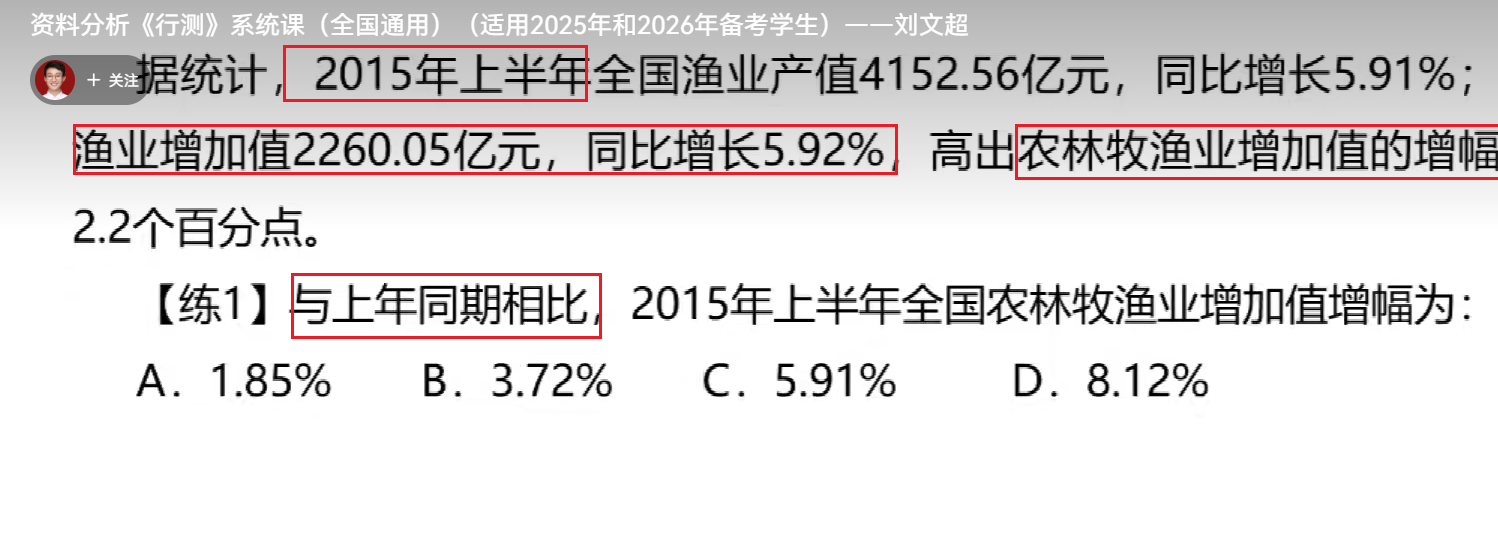 资料分析《行测》系统课（全国通用）（适用2025年和2026年备考学生）——刘文超
+ 关注
据统计，2015年上半年全国渔业产值4152.56亿元，同比增长5.91%；
渔业增加值2260.05亿元，同比增长5.92%，高出农林牧渔业增加值的增幅
2.2个百分点。
【练1】与上年同期相比，2015年上半年全国农林牧渔业增加值增幅为：
A．1.85% B．3.72% C．5.91% D．8.12%